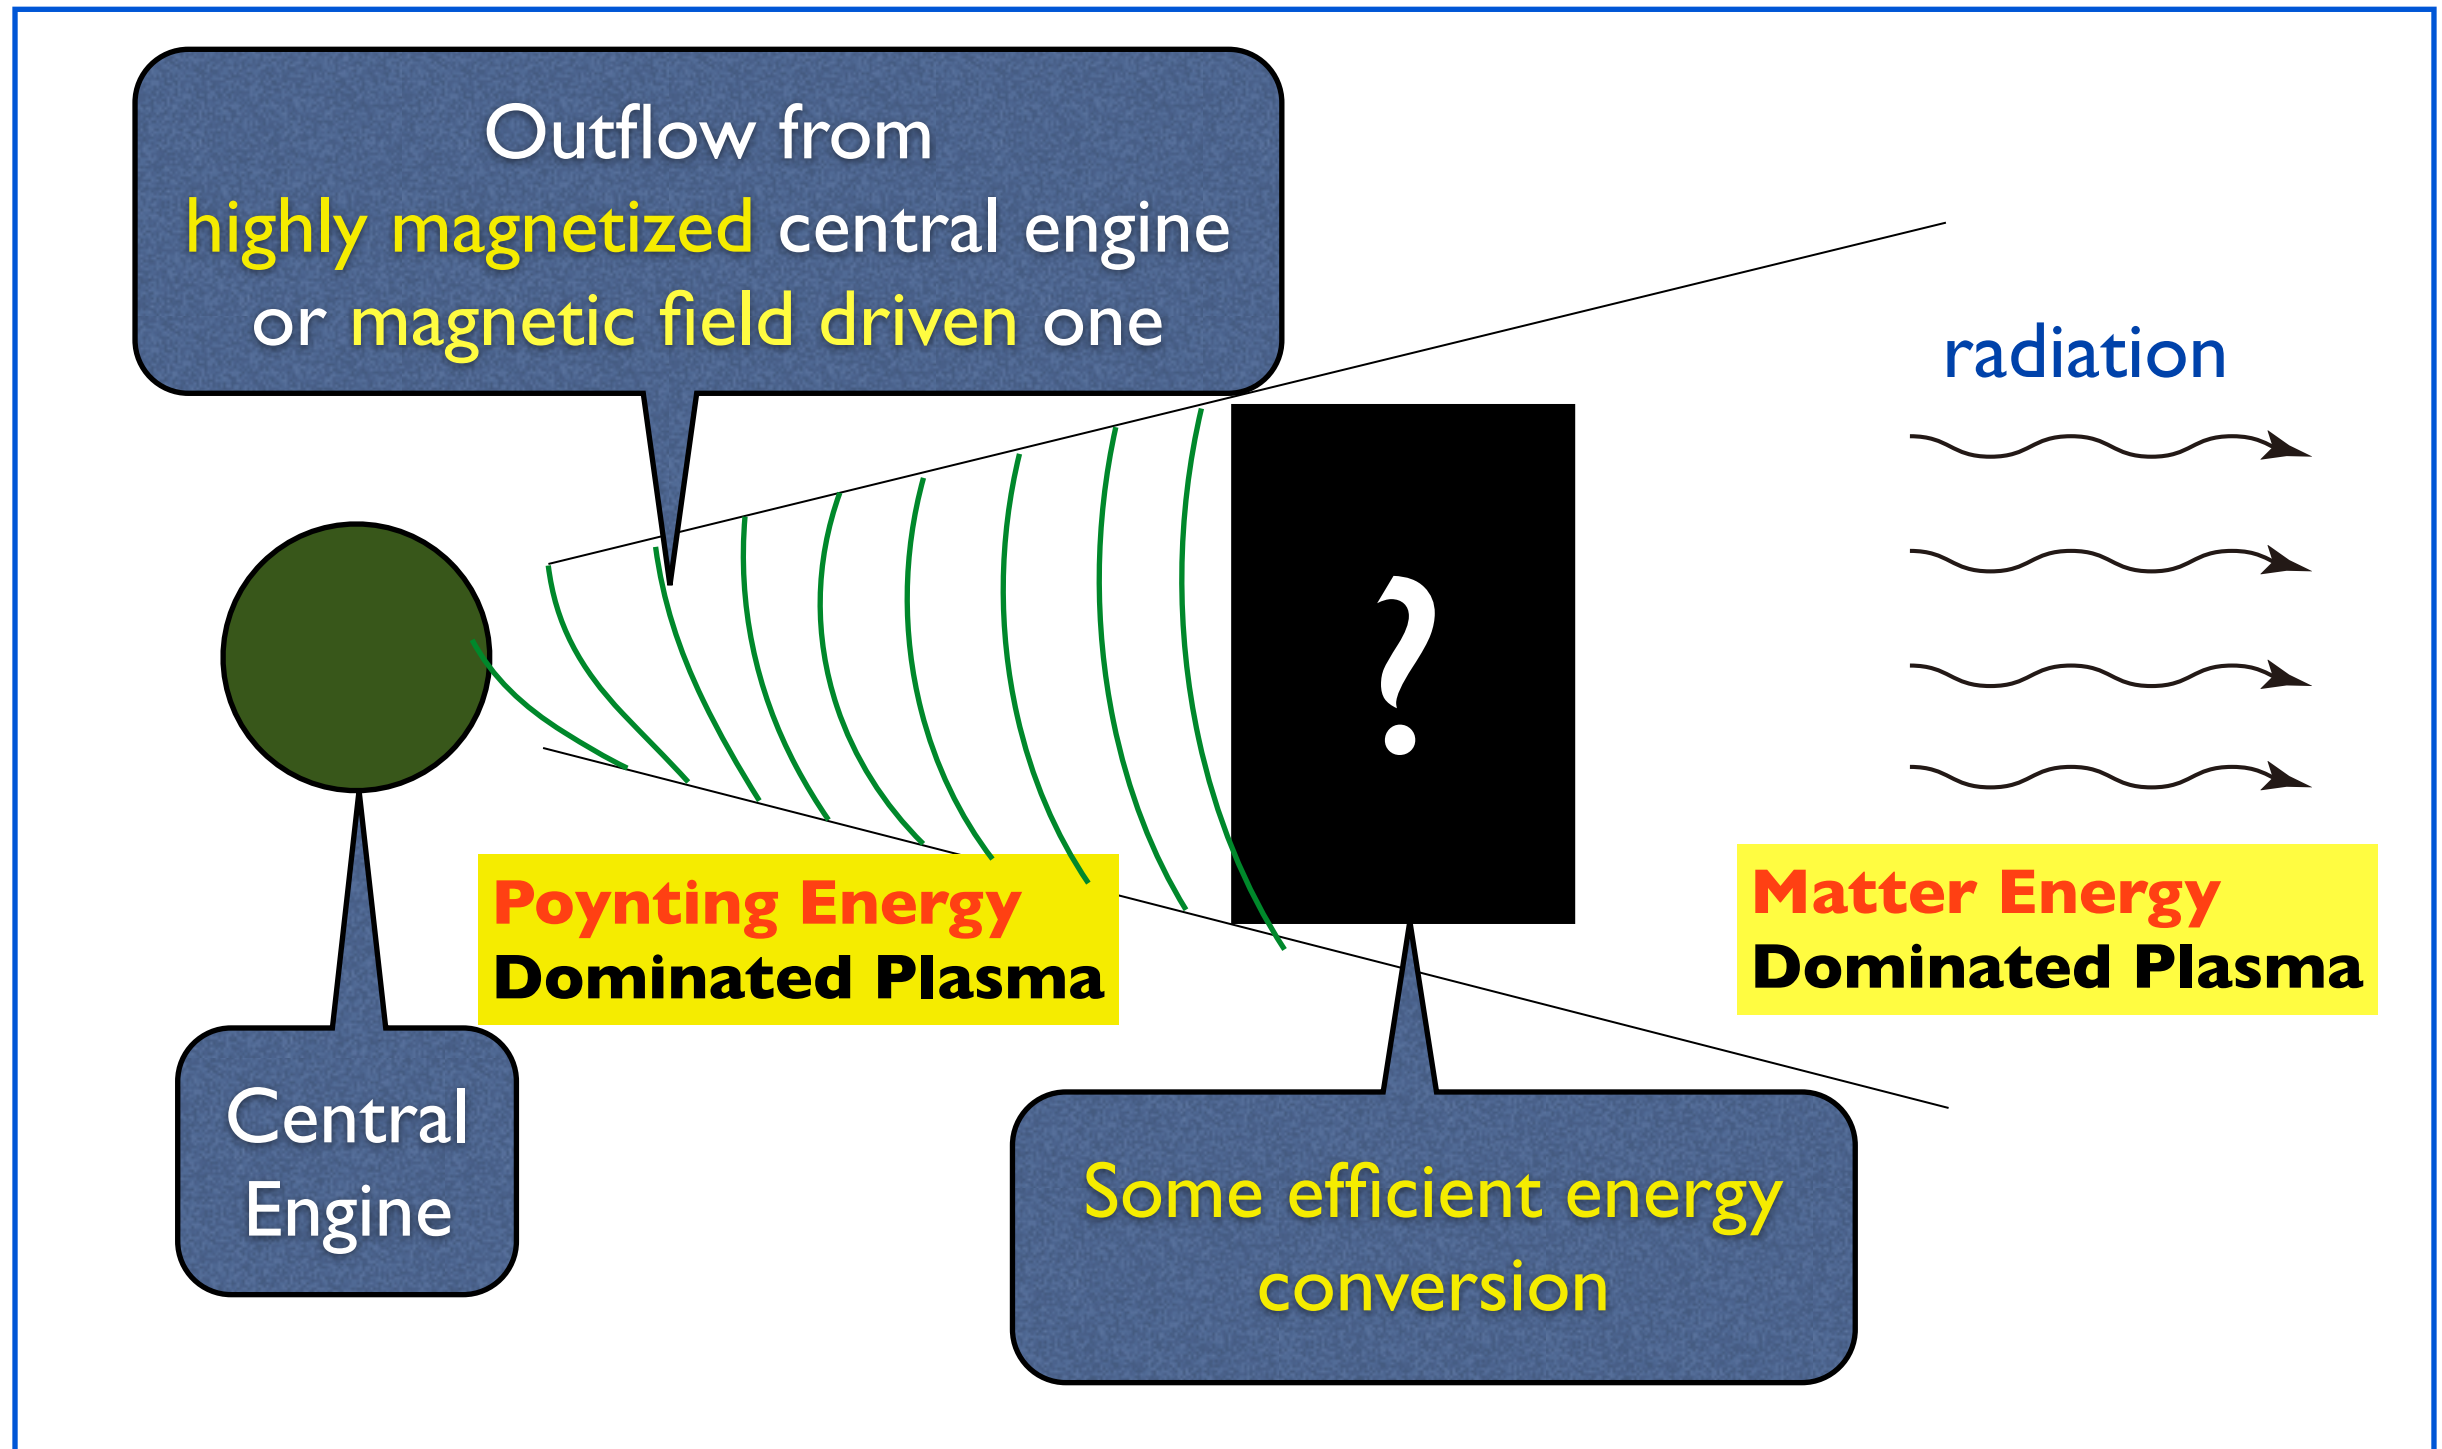 Outflow from
highly magnetized central engine
or magnetic field driven one
radiation
?
Poynting Energy
Dominated Plasma
Matter Energy
Dominated Plasma
Central
Engine
Some efficient energy
conversion